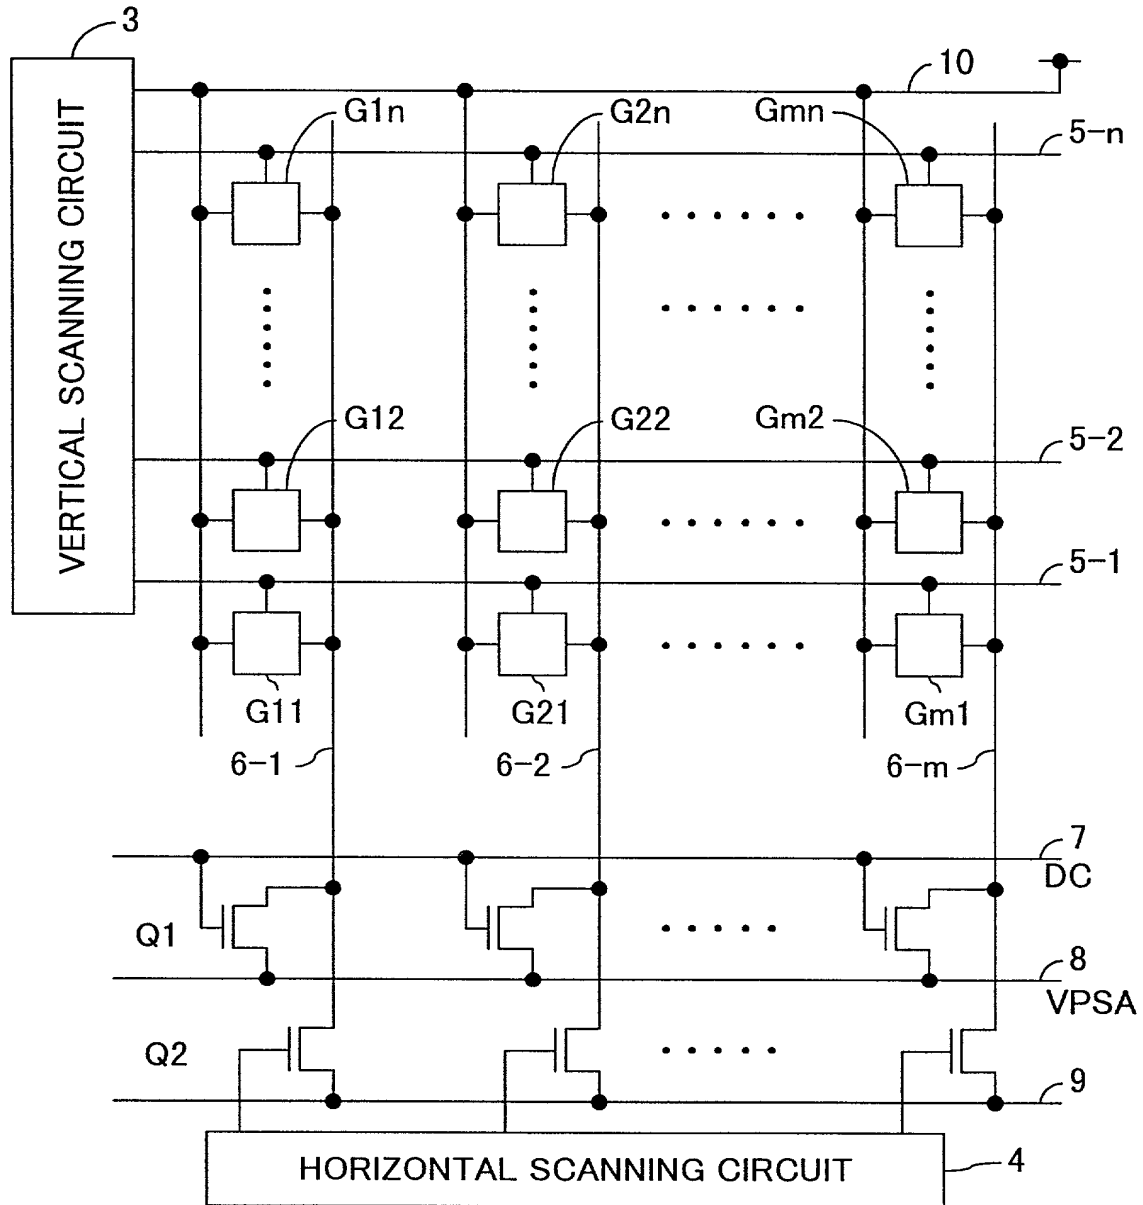 3
10
G1n
G2n
Gmn
5-n
VERTICAL SCANNING CIRCUIT
G12
G22
Gm2
5-2
5-1
G11
G21
Gm1
6-1
6-2
6-m
7
DC
Q1
8
VPSA
Q2
9
HORIZONTAL SCANNING CIRCUIT
4